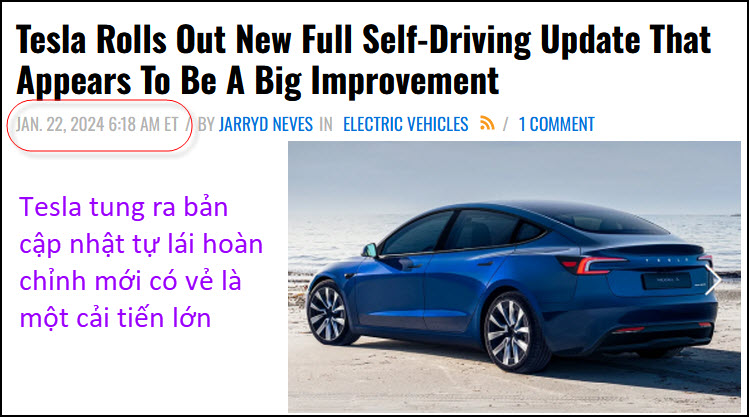 Tesla Rolls Out New Full Self-Driving Update That
Appears To Be A Big Improvement
JAN. 22, 2024 6:18 AM ET / BY JARRYD NEVES IN ELECTRIC VEHICLES / 1 COMMENT
Tesla tung ra bản
cập nhật tự lái hoàn
chỉnh mới có vẻ là
một cải tiến lớn
TESLA